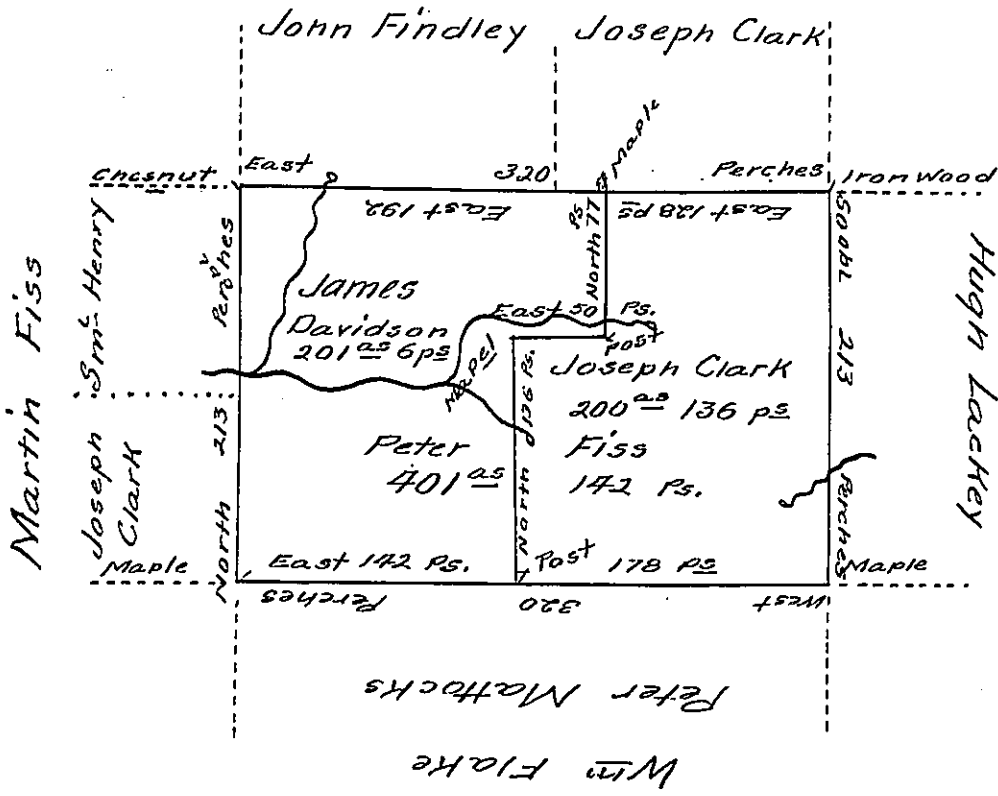 John Findley
Joseph Clark
Maple
Chesnut
East 320 Perches
Iron Wood
East 192
East 128 ps
North 77 Ps
Martin Fiss
Sml Henry
Perches
James
Davidson
201 as 6 ps
East 50 Ps.
Post
Mapel
North 136 Ps.
Joseph Clark
200 as 136 ps
Peter Fiss
401 as 142 Ps.
South 213 Perches
Hugh Lackey
Joseph
Clark
North 213
Maple
East 142 Ps.
Post
178 ps
Maple
West 320 Perches
Peter Mattocks
Wm Flake